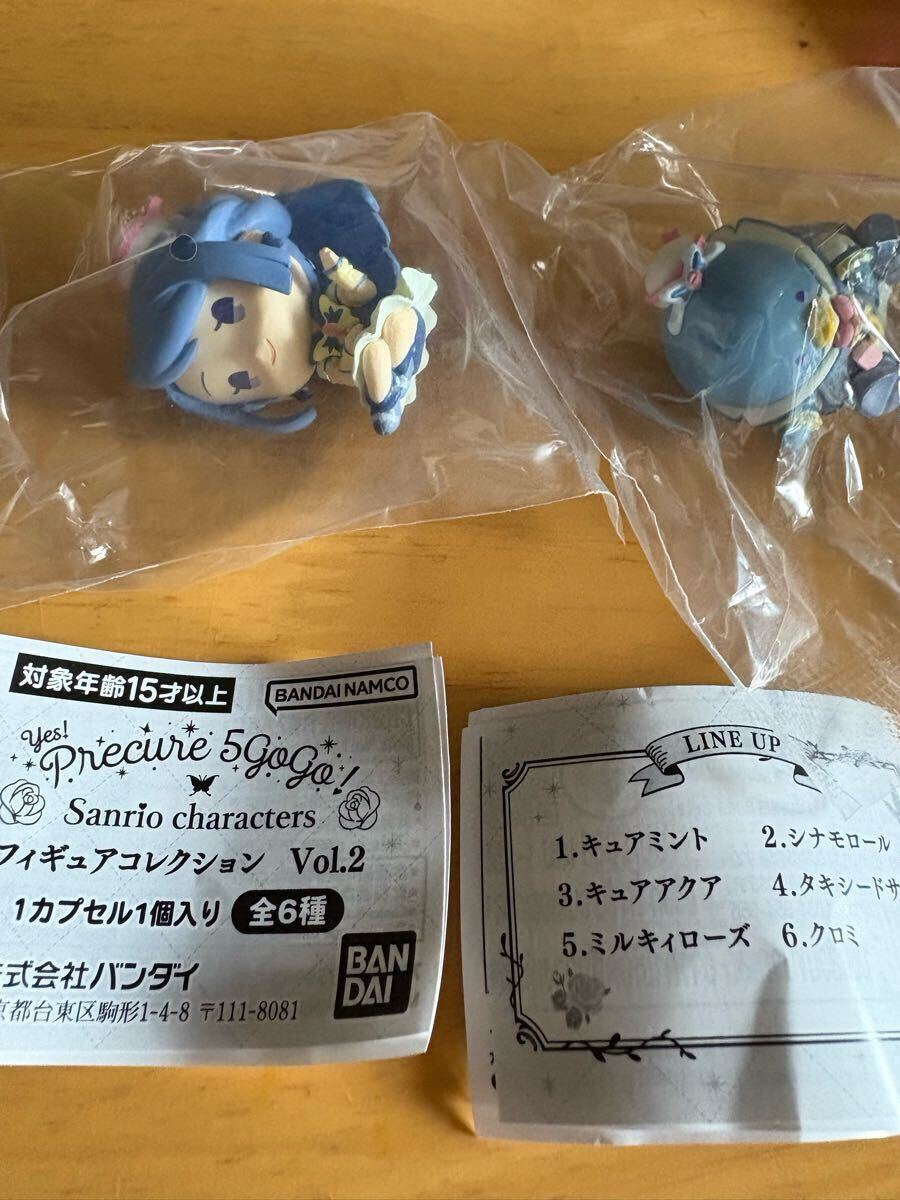 対象年齢15才以上
BANDAI NAMCO
Yes!
Precure 5GoGo!
Sanrio characters
フィギュアコレクション Vol.2
1カプセル1個入り 全6種
式会社バンダイ
京都台東区駒形1-4-8 〒111-8081
BAN
DAI
LINE UP
1.キュアミント 2.シナモロール
3.キュアアクア 4.タキシードサ
5.ミルキィローズ 6.クロミ